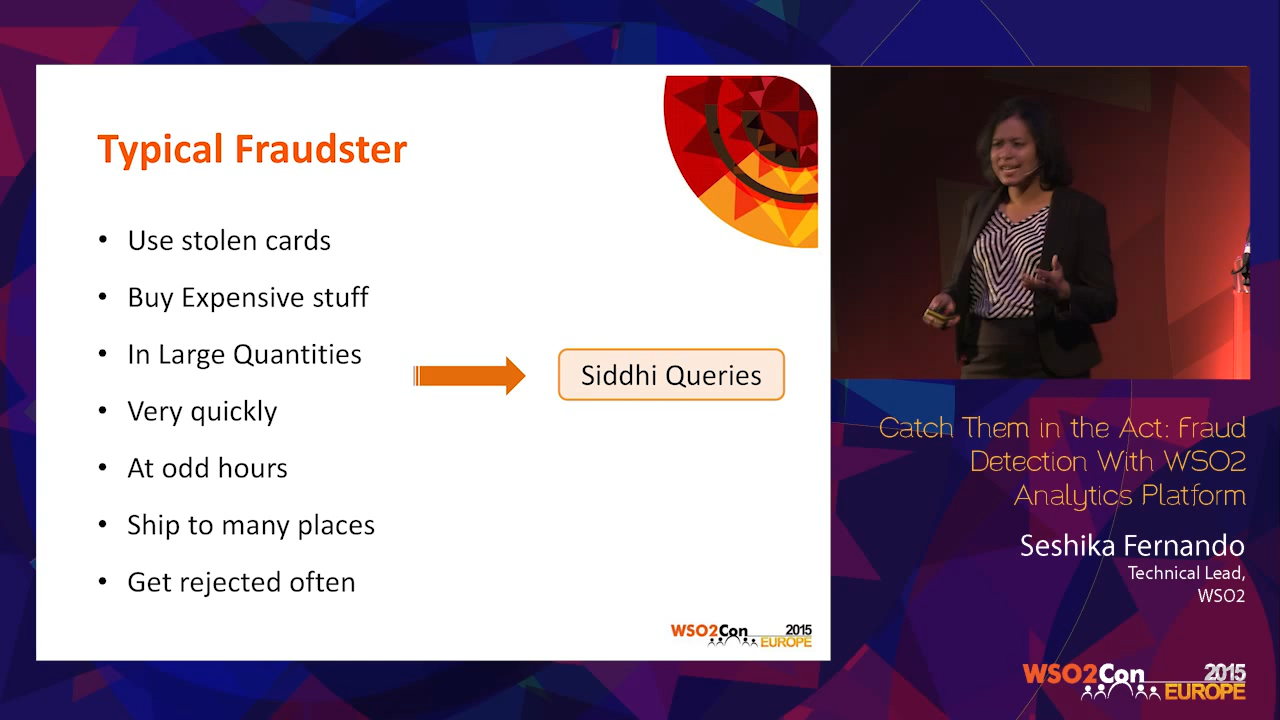 Typical Fraudster
• Use stolen cards
• Buy Expensive stuff
• In Large Quantities
• Very quickly
• At odd hours
• Ship to many places
• Get rejected often
Siddhi Queries
WSO2Con 2015
EUROPE
Catch Them in the Act: Fraud
Detection With WSO2
Analytics Platform
Seshika Fernando
Technical Lead,
WSO2
WSO2Con 2015
EUROPE